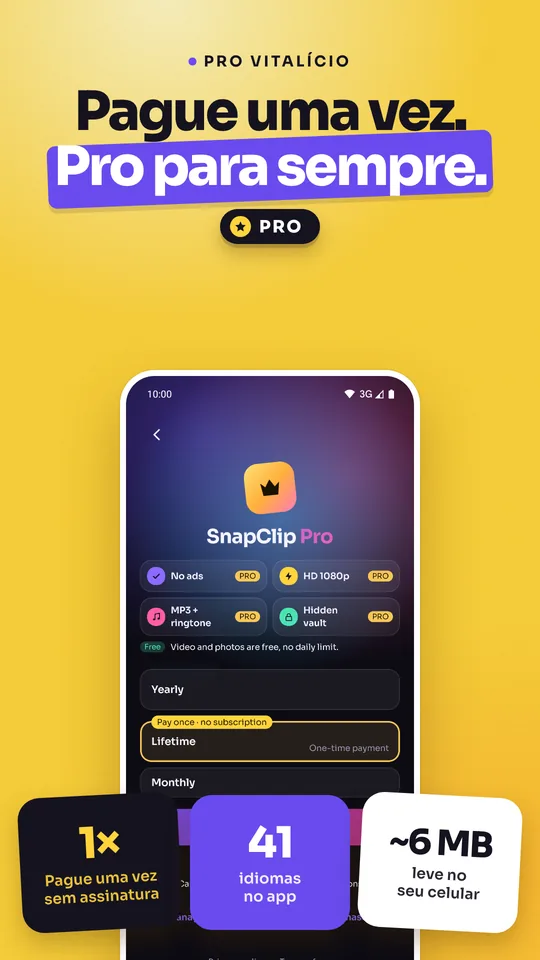 PRO VITALÍCIO
Pague uma vez.
Pro para sempre.
PRO
10:00
3G
SnapClip Pro
No ads PRO
HD 1080p PRO
MP3 +
ringtone PRO
Hidden
vault PRO
Free Video and photos are free, no daily limit.
Yearly
Pay once · no subscription
Lifetime
One-time payment
Monthly
1×
Pague uma vez
sem assinatura
41
idiomas
no app
~6 MB
leve no
seu celular